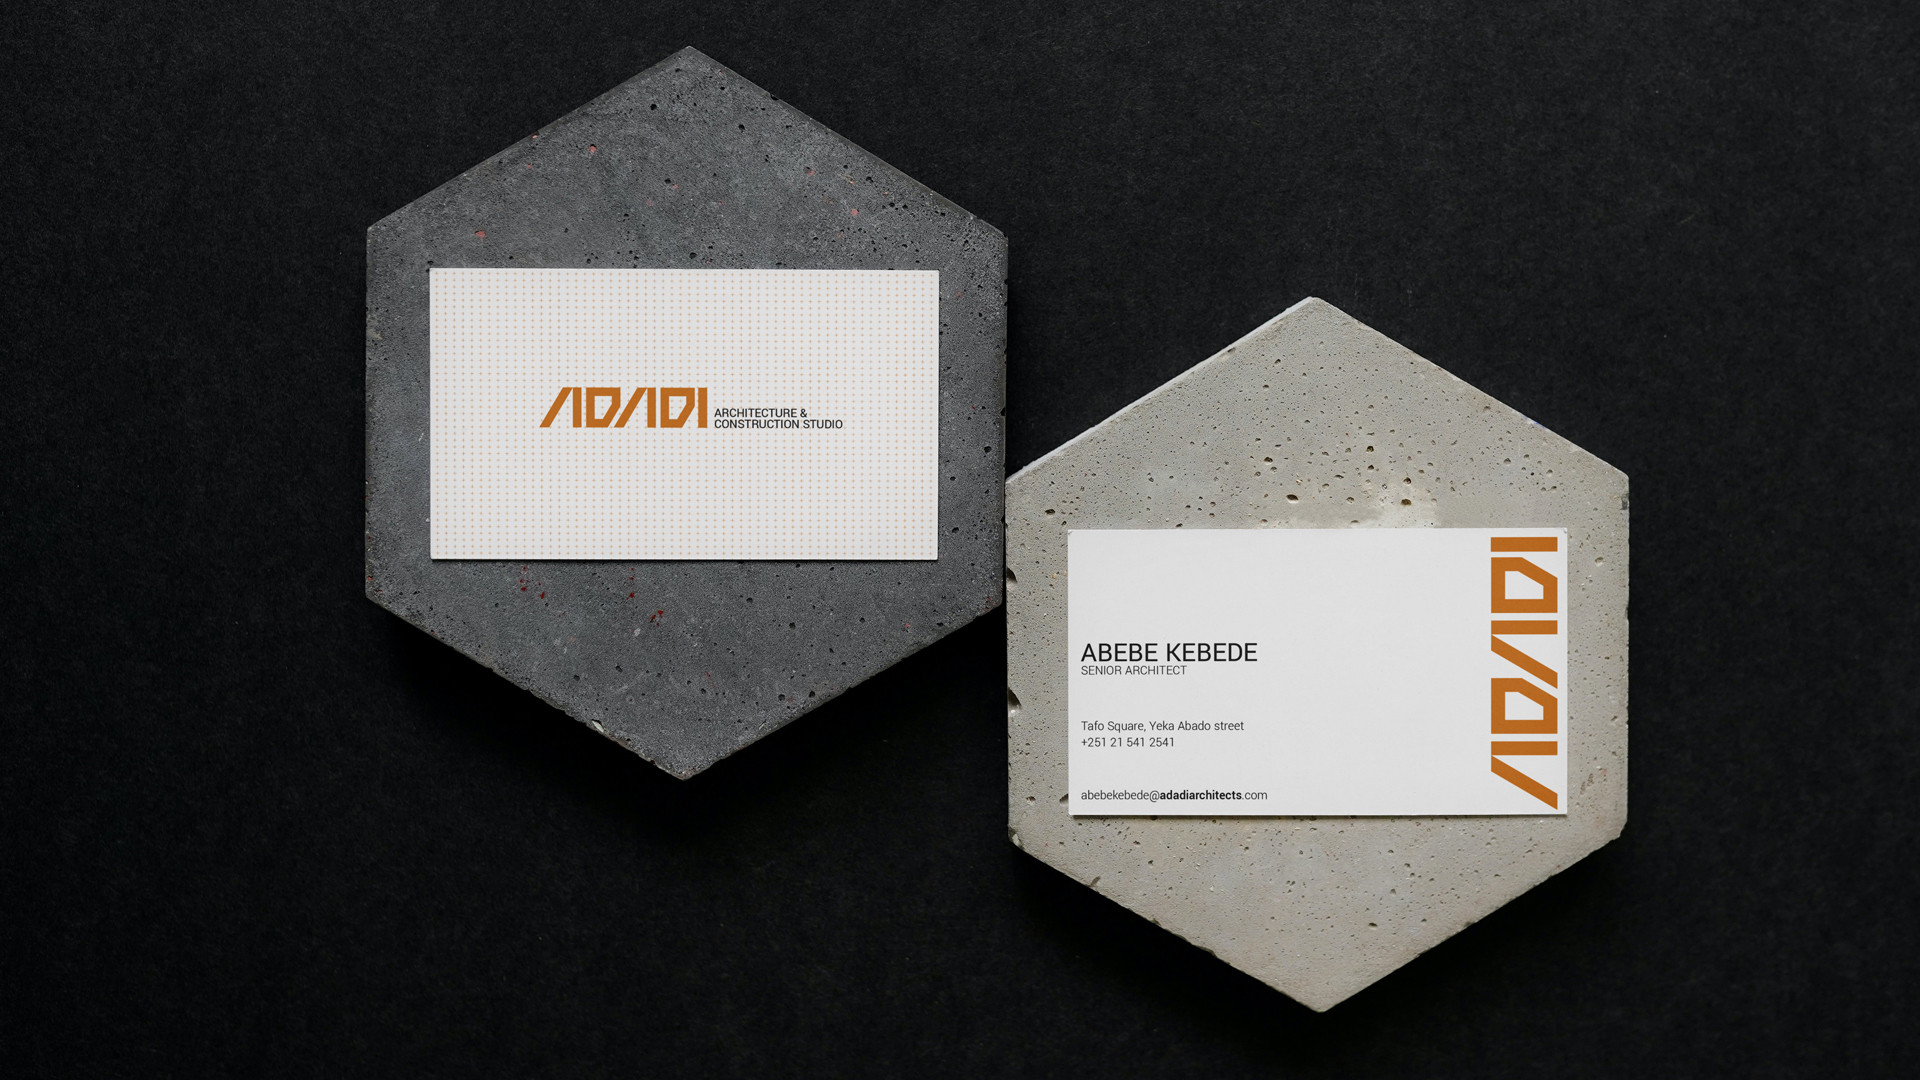 ADADI
ARCHITECTURE &
CONSTRUCTION STUDIO
ABEBE KEBEDE
SENIOR ARCHITECT
Tafo Square, Yeka Abado street
+251 21 541 2541
abebekebede@adadiarchitects.com
ADADI